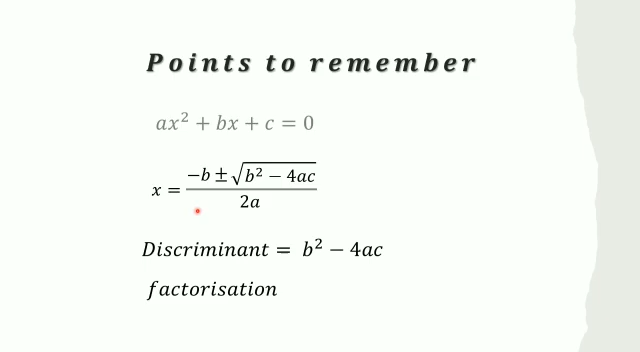 Points to remember
ax² + bx + c = 0
x = (−b ± √(b² − 4ac)) / 2a
Discriminant = b² − 4ac
factorisation